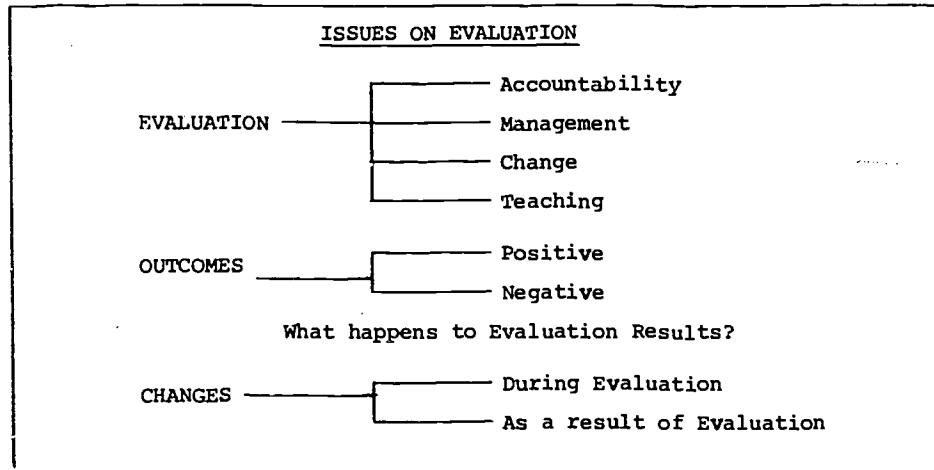 ISSUES ON EVALUATION
Accountability
EVALUATION
Management
Change
Teaching
Positive
OUTCOMES
Negative
What happens to Evaluation Results?
During Evaluation
CHANGES
As a result of Evaluation